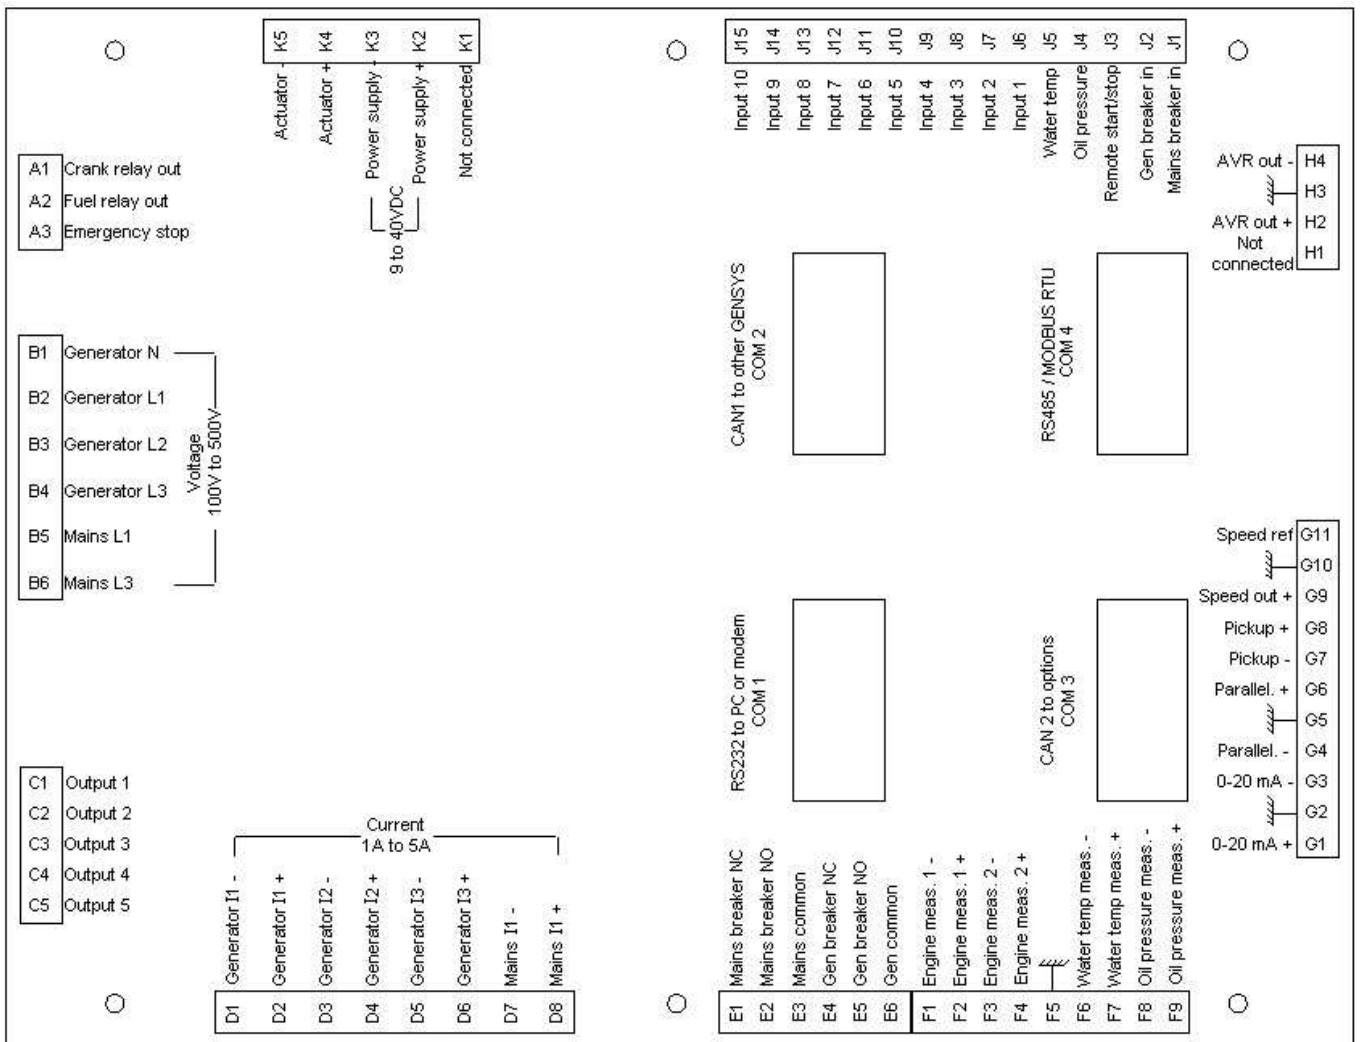 K5 Actuator -
K4 Actuator +
K3 Power supply -
K2 Power supply +
K1 Not connected
9 to 40VDC
J15 Input 10
J14 Input 9
J13 Input 8
J12 Input 7
J11 Input 6
J10 Input 5
J9 Input 4
J8 Input 3
J7 Input 2
J6 Input 1
J5 Water temp
J4 Oil pressure
J3 Remote start/stop
J2 Gen breaker in
J1 Mains breaker in
A1 Crank relay out
A2 Fuel relay out
A3 Emergency stop
AVR out - H4
H3
AVR out + H2
Not
connected H1
B1 Generator N
B2 Generator L1
B3 Generator L2
B4 Generator L3
B5 Mains L1
B6 Mains L3
Voltage
100V to 500V
CAN1 to other GENSYS
COM 2
RS485 / MODBUS RTU
COM 4
RS232 to PC or modem
COM 1
CAN 2 to options
COM 3
Speed ref G11
G10
Speed out + G9
Pickup + G8
Pickup - G7
Parallel. + G6
G5
Parallel. - G4
0-20 mA - G3
G2
0-20 mA + G1
C1 Output 1
C2 Output 2
C3 Output 3
C4 Output 4
C5 Output 5
Current
1A to 5A
D1 Generator I1 -
D2 Generator I1 +
D3 Generator I2 -
D4 Generator I2 +
D5 Generator I3 -
D6 Generator I3 +
D7 Mains I1 -
D8 Mains I1 +
E1 Mains breaker NC
E2 Mains breaker NO
E3 Mains common
E4 Gen breaker NC
E5 Gen breaker NO
E6 Gen common
F1 Engine meas. 1 -
F2 Engine meas. 1 +
F3 Engine meas. 2 -
F4 Engine meas. 2 +
F5
F6 Water temp meas. -
F7 Water temp meas. +
F8 Oil pressure meas. -
F9 Oil pressure meas. +